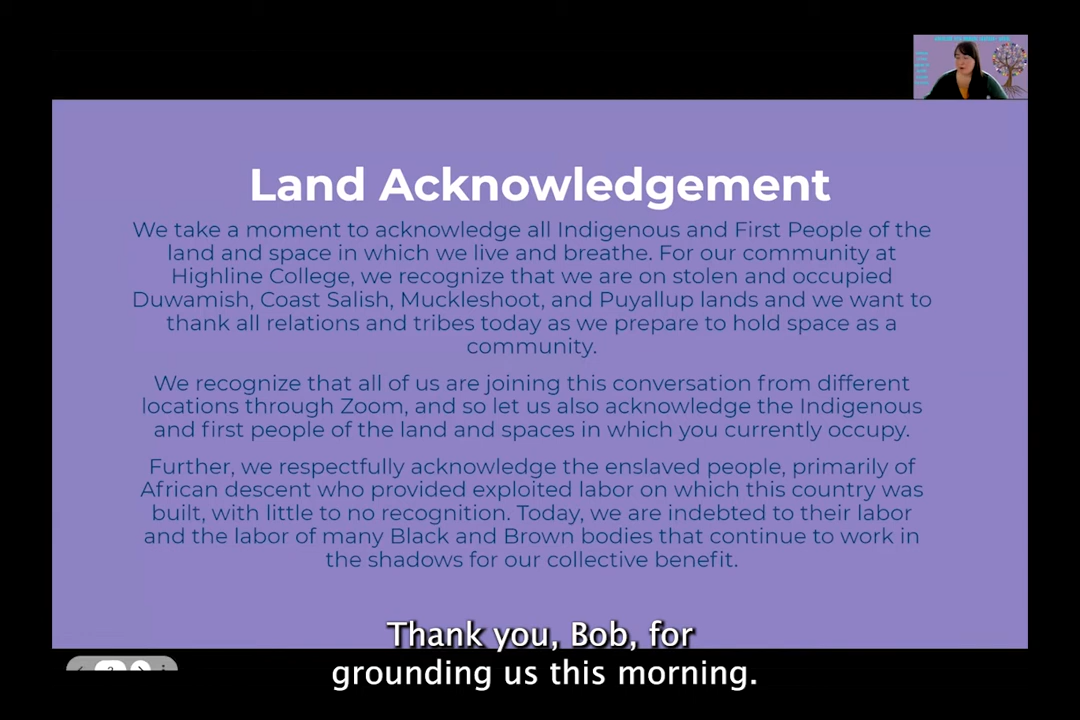 Land Acknowledgement
We take a moment to acknowledge all Indigenous and First People of the
land and space in which we live and breathe. For our community at
Highline College, we recognize that we are on stolen and occupied
Duwamish, Coast Salish, Muckleshoot, and Puyallup lands and we want to
thank all relations and tribes today as we prepare to hold space as a
community.
We recognize that all of us are joining this conversation from different
locations through Zoom, and so let us also acknowledge the Indigenous
and first people of the land and spaces in which you currently occupy.
Further, we respectfully acknowledge the enslaved people, primarily of
African descent who provided exploited labor on which this country was
built, with little to no recognition. Today, we are indebted to their labor
and the labor of many Black and Brown bodies that continue to work in
the shadows for our collective benefit.
Thank you, Bob, for
grounding us this morning.